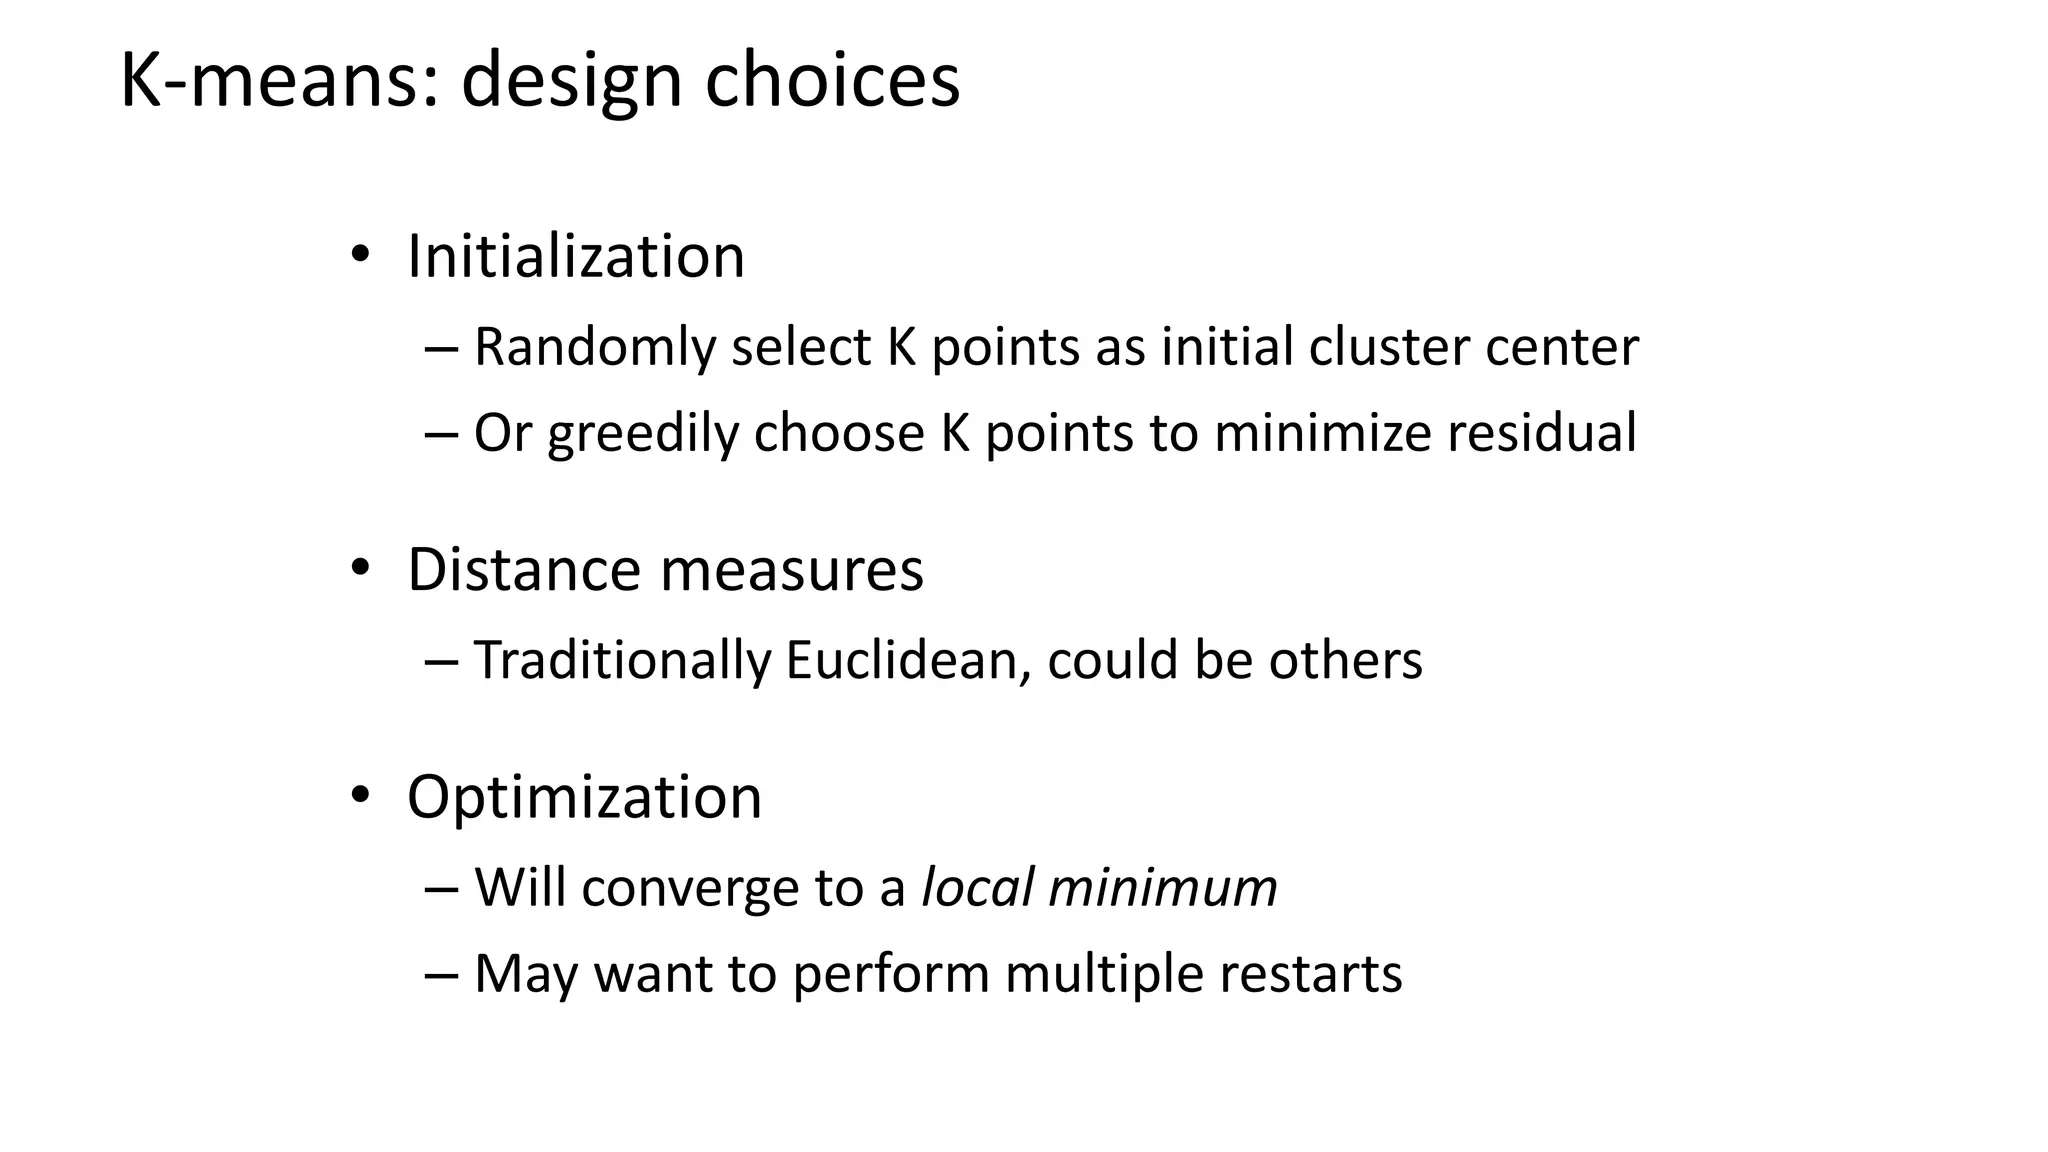 K-means: design choices
• Initialization
– Randomly select K points as initial cluster center
– Or greedily choose K points to minimize residual
• Distance measures
– Traditionally Euclidean, could be others
• Optimization
– Will converge to a local minimum
– May want to perform multiple restarts